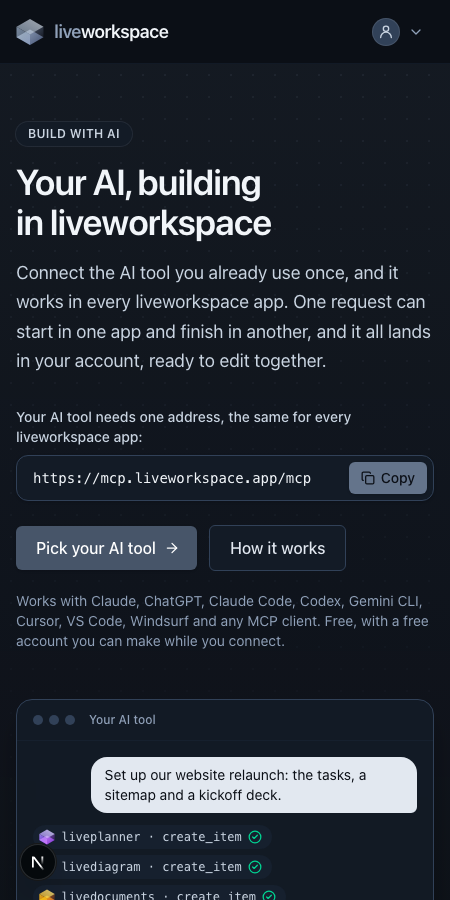 liveworkspace
BUILD WITH AI
Your AI, building
in liveworkspace
Connect the AI tool you already use once, and it
works in every liveworkspace app. One request can
start in one app and finish in another, and it all lands
in your account, ready to edit together.
Your AI tool needs one address, the same for every
liveworkspace app:
https://mcp.liveworkspace.app/mcp
Copy
Pick your AI tool →
How it works
Works with Claude, ChatGPT, Claude Code, Codex, Gemini CLI,
Cursor, VS Code, Windsurf and any MCP client. Free, with a free
account you can make while you connect.
Your AI tool
Set up our website relaunch: the tasks, a
sitemap and a kickoff deck.
liveplanner · create_item
N
livediagram · create_item
livedocuments · create_item